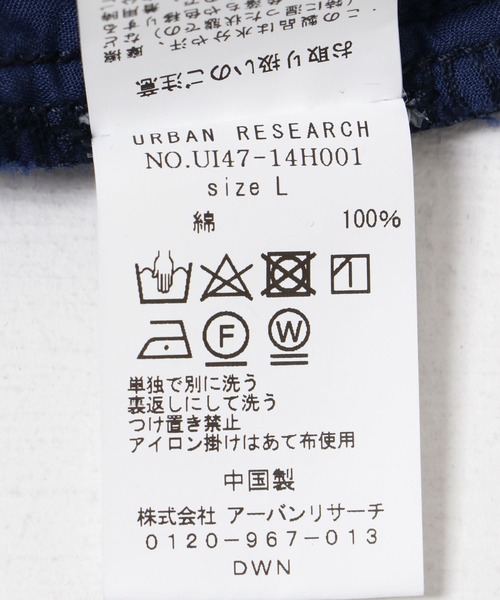 お取り扱いのご注意
URBAN RESEARCH
NO.UI47-14H001
size L
綿 100%
F
W
単独で別に洗う
裏返しにして洗う
つけ置き禁止
アイロン掛けはあて布使用
中国製
株式会社 アーバンリサーチ
0120-967-013
DWN